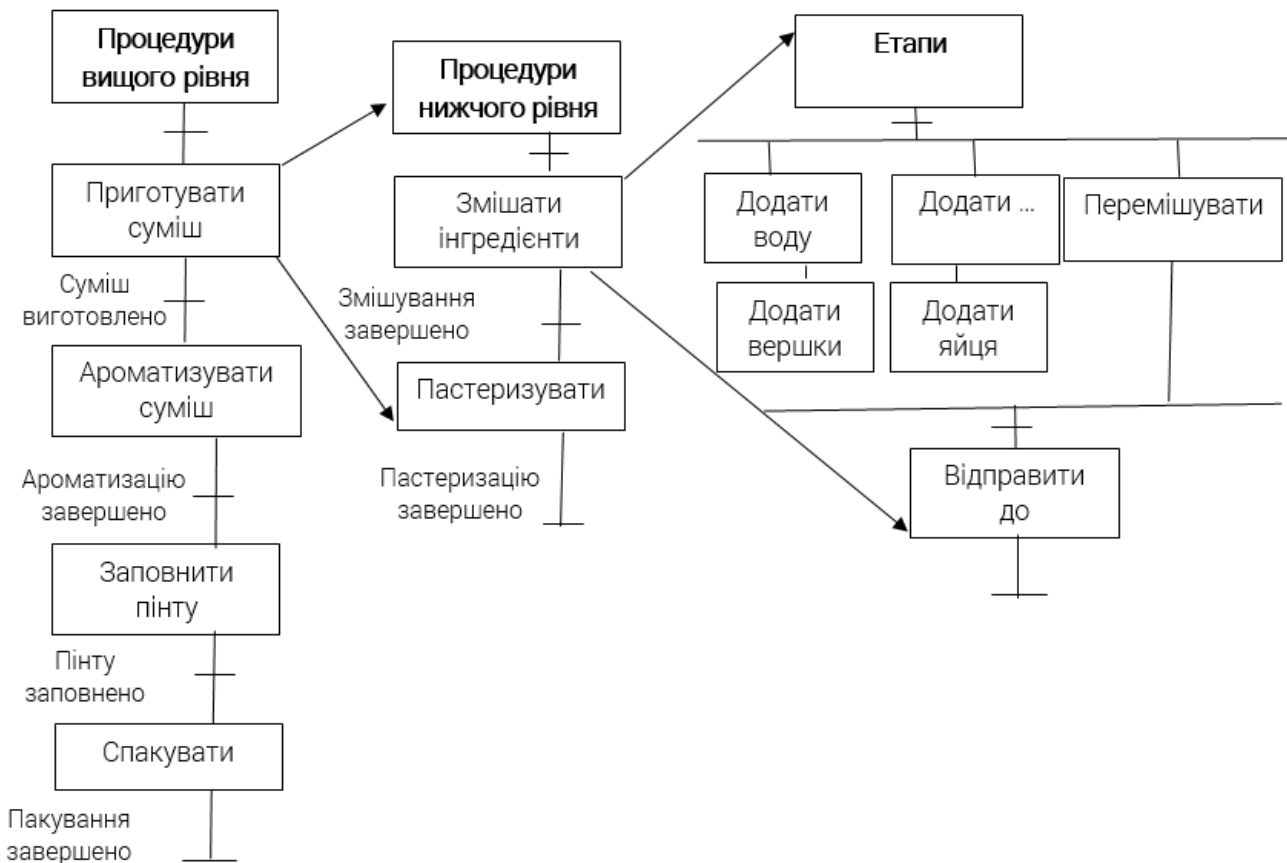 Процедури
вищого рівня
Приготувати
суміш
Суміш
виготовлено
Ароматизувати
суміш
Ароматизацію
завершено
Заповнити
пінту
Пінту
заповнено
Спакувати
Пакування
завершено
Процедури
нижчого рівня
Змішати
інгредієнти
Змішування
завершено
Пастеризувати
Пастеризацію
завершено
Етапи
Додати
воду
Додати
вершки
Додати ...
Додати
яйця
Перемішувати
Відправити
до